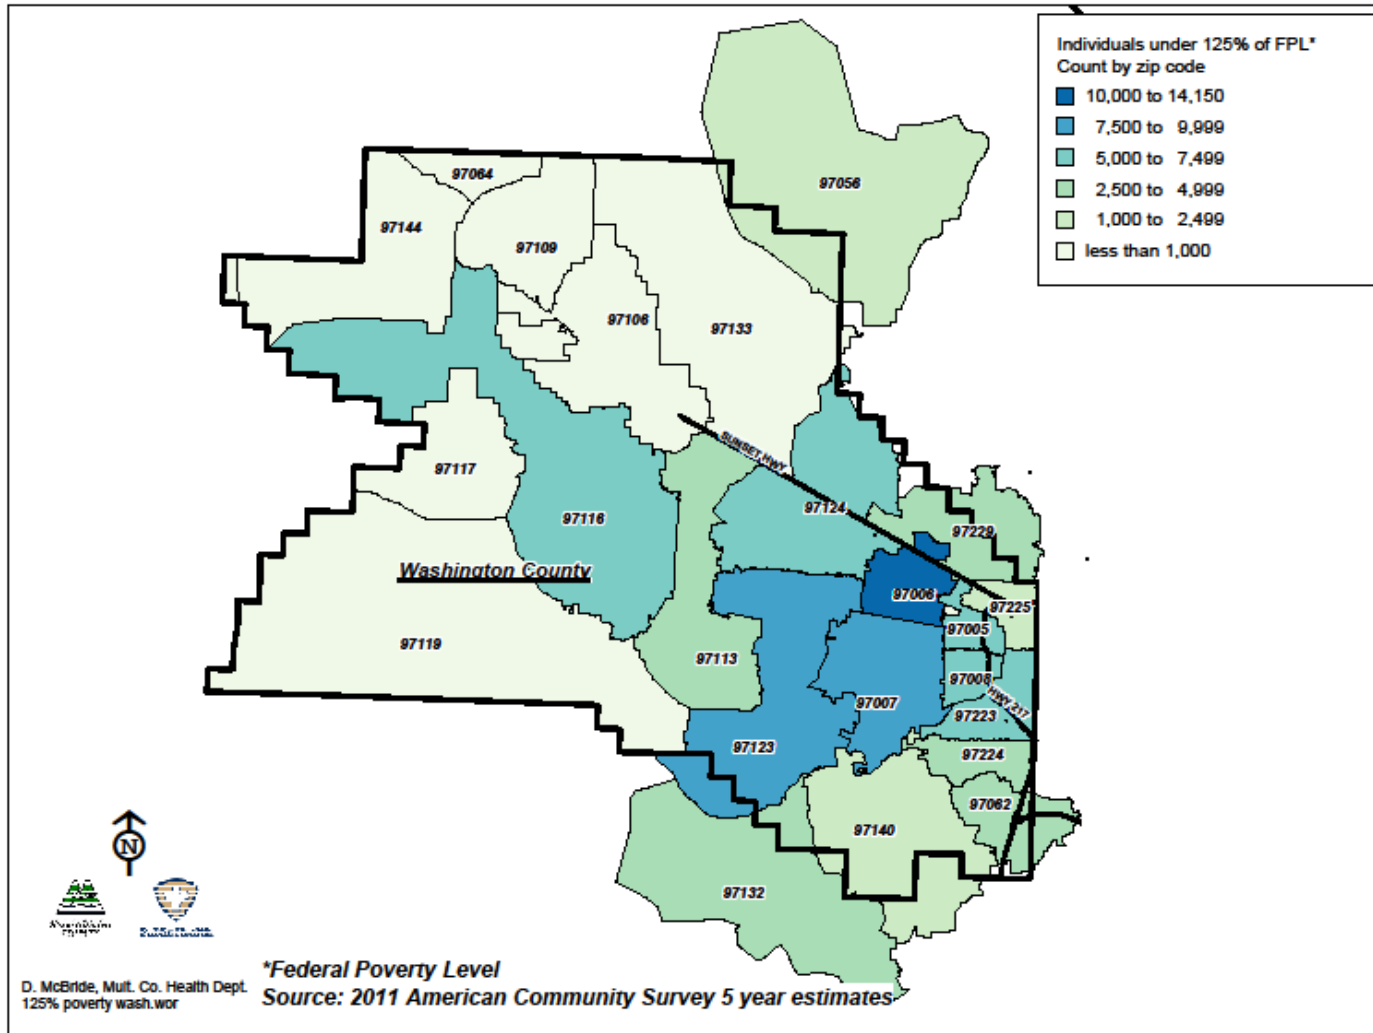 Individuals under 125% of FPL*
Count by zip code
10,000 to 14,150
7,500 to 9,999
5,000 to 7,499
2,500 to 4,999
1,000 to 2,499
less than 1,000
97064
97056
97144
97109
97106
97133
SUNSET HWY
97117
97116
97124
97229
Washington County
97006
97225
97005
97119
97113
97008
97007
HWY 217
97223
97123
97224
97062
97140
97132
N
*Federal Poverty Level
D. McBride, Mult. Co. Health Dept.
125% poverty wash.wor
Source: 2011 American Community Survey 5 year estimates